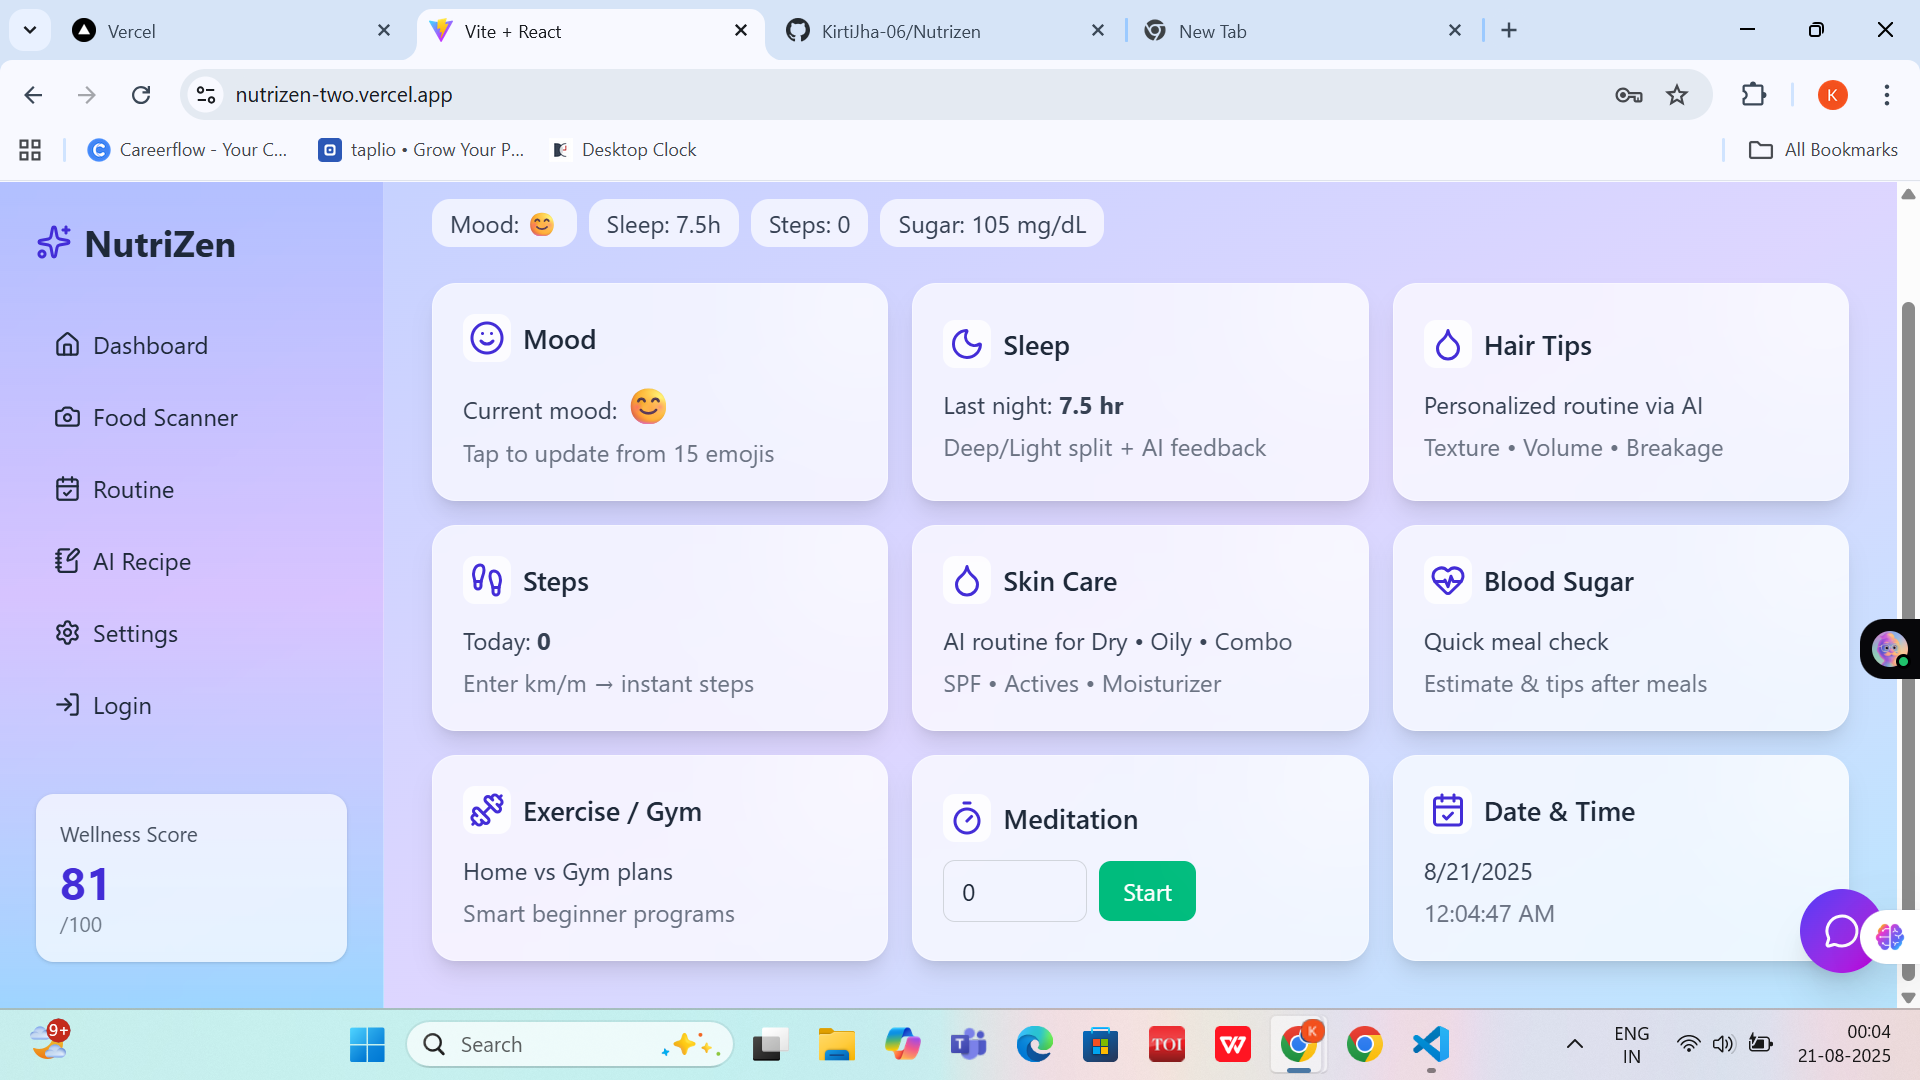 Vercel
Vite + React
KirtiJha-06/Nutrizen
New Tab
nutrizen-two.vercel.app
K
Careerflow - Your C...
taplio • Grow Your P...
Desktop Clock
All Bookmarks
NutriZen
Dashboard
Food Scanner
Routine
AI Recipe
Settings
Login
Wellness Score
81
/100
Mood: 😊
Sleep: 7.5h
Steps: 0
Sugar: 105 mg/dL
Mood
Current mood: 😊
Tap to update from 15 emojis
Sleep
Last night: 7.5 hr
Deep/Light split + AI feedback
Hair Tips
Personalized routine via AI
Texture • Volume • Breakage
Steps
Today: 0
Enter km/m → instant steps
Skin Care
AI routine for Dry • Oily • Combo
SPF • Actives • Moisturizer
Blood Sugar
Quick meal check
Estimate & tips after meals
Exercise / Gym
Home vs Gym plans
Smart beginner programs
Meditation
0
Start
Date & Time
8/21/2025
12:04:47 AM
9+
Search
T
TOI
W
K
ENG
IN
00:04
21-08-2025